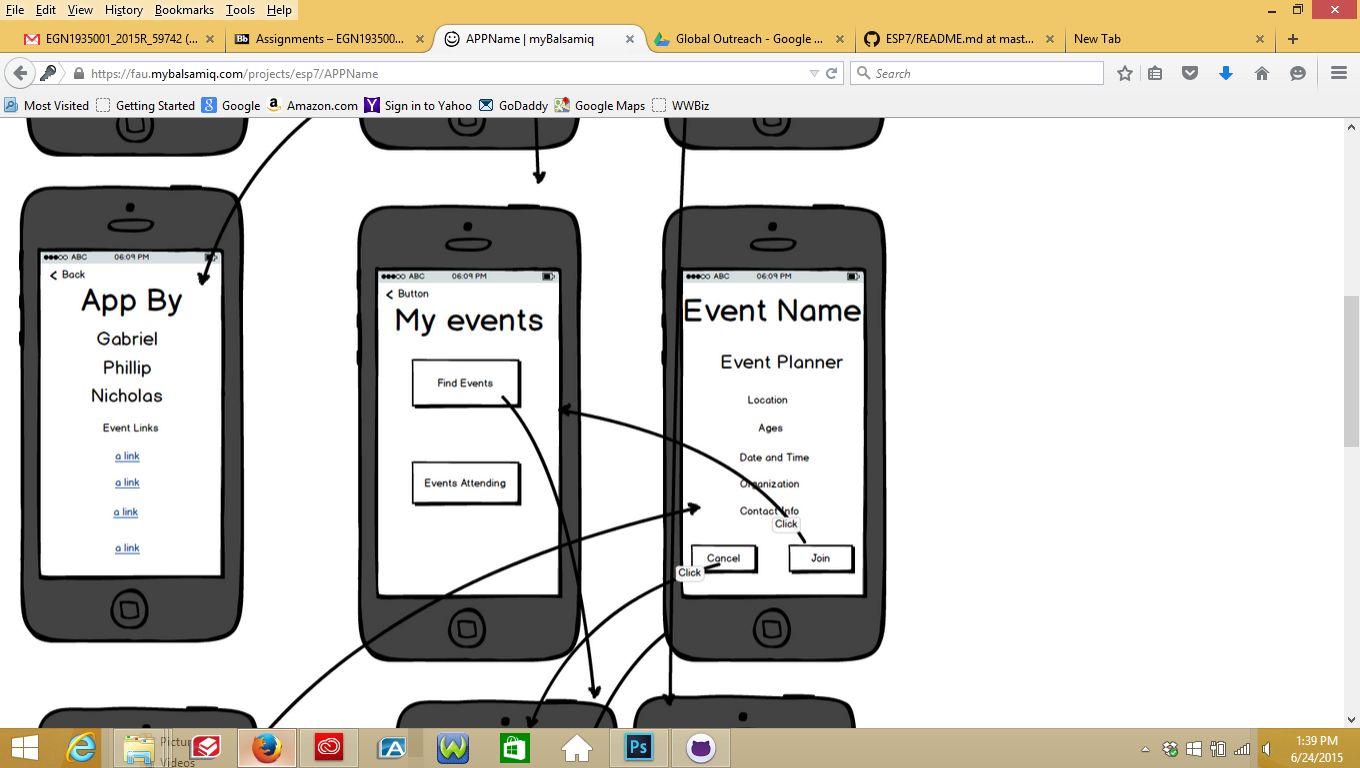 File Edit View History Bookmarks Tools Help
EGN1935001_2015R_59742 (...
Assignments – EGN193500...
APPName | myBalsamiq
Global Outreach - Google ...
ESP7/README.md at mast...
New Tab
https://fau.mybalsamiq.com/projects/esp7/APPName
Search
Most Visited Getting Started Google Amazon.com Sign in to Yahoo GoDaddy Google Maps WWBiz
ABC 06:09 PM
Back
App By
Gabriel
Phillip
Nicholas
Event Links
a link
a link
a link
a link
ABC 06:09 PM
Button
My events
Find Events
Events Attending
ABC 06:09 PM
Event Name
Event Planner
Location
Ages
Date and Time
Organization
Contact Info
Click
Cancel
Join
Click
Videos
Ps
1:39 PM
6/24/2015